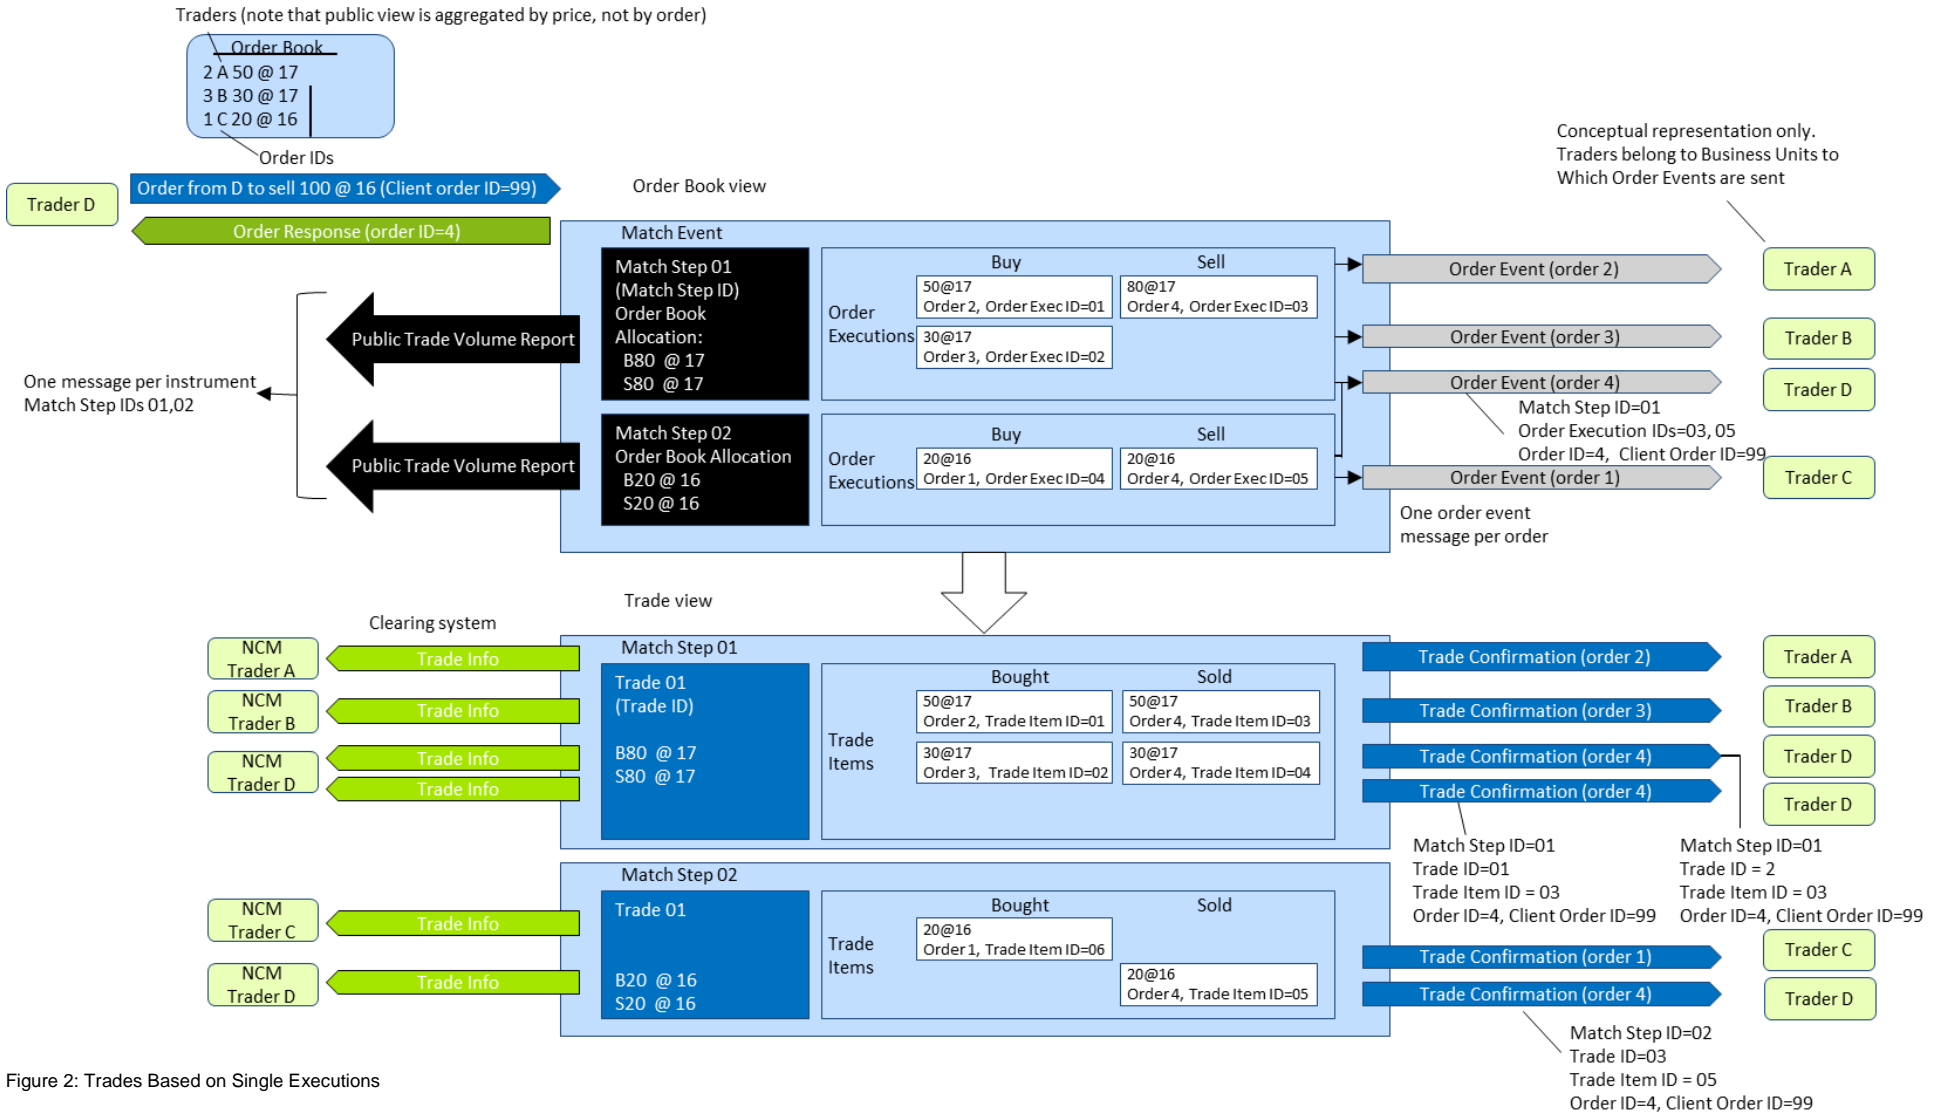 Traders (note that public view is aggregated by price, not by order)
Order Book
2 A 50 @ 17
3 B 30 @ 17
1 C 20 @ 16
Order IDs
Trader D
Order from D to sell 100 @ 16 (Client order ID=99)
Order Response (order ID=4)
Order Book view
Conceptual representation only.
Traders belong to Business Units to
Which Order Events are sent
Match Event
Match Step 01
(Match Step ID)
Order Book
Allocation:
B80 @ 17
S80 @ 17
Order
Executions
Buy
50@17
Order 2, Order Exec ID=01
30@17
Order 3, Order Exec ID=02
Sell
80@17
Order 4, Order Exec ID=03
Order Event (order 2)
Trader A
Order Event (order 3)
Trader B
Order Event (order 4)
Trader D
Match Step ID=01
Order Execution IDs=03, 05
Order ID=4, Client Order ID=99
Public Trade Volume Report
One message per instrument
Match Step IDs 01,02
Public Trade Volume Report
Match Step 02
Order Book Allocation
B20 @ 16
S20 @ 16
Order
Executions
Buy
20@16
Order 1, Order Exec ID=04
Sell
20@16
Order 4, Order Exec ID=05
Order Event (order 1)
Trader C
One order event
message per order
Trade view
Clearing system
NCM
Trader A
Trade Info
NCM
Trader B
Trade Info
NCM
Trader D
Trade Info
Trade Info
Match Step 01
Trade 01
(Trade ID)
B80 @ 17
S80 @ 17
Trade
Items
Bought
50@17
Order 2, Trade Item ID=01
30@17
Order 3, Trade Item ID=02
Sold
50@17
Order 4, Trade Item ID=03
30@17
Order 4, Trade Item ID=04
Trade Confirmation (order 2)
Trader A
Trade Confirmation (order 3)
Trader B
Trade Confirmation (order 4)
Trader D
Trade Confirmation (order 4)
Trader D
Match Step ID=01
Trade ID=01
Trade Item ID = 03
Order ID=4, Client Order ID=99
Match Step ID=01
Trade ID = 2
Trade Item ID = 03
Order ID=4, Client Order ID=99
NCM
Trader C
Trade Info
NCM
Trader D
Trade Info
Match Step 02
Trade 01
B20 @ 16
S20 @ 16
Trade
Items
Bought
20@16
Order 1, Trade Item ID=06
Sold
20@16
Order 4, Trade Item ID=05
Trade Confirmation (order 1)
Trader C
Trade Confirmation (order 4)
Trader D
Match Step ID=02
Trade ID=03
Trade Item ID = 05
Order ID=4, Client Order ID=99
Figure 2: Trades Based on Single Executions